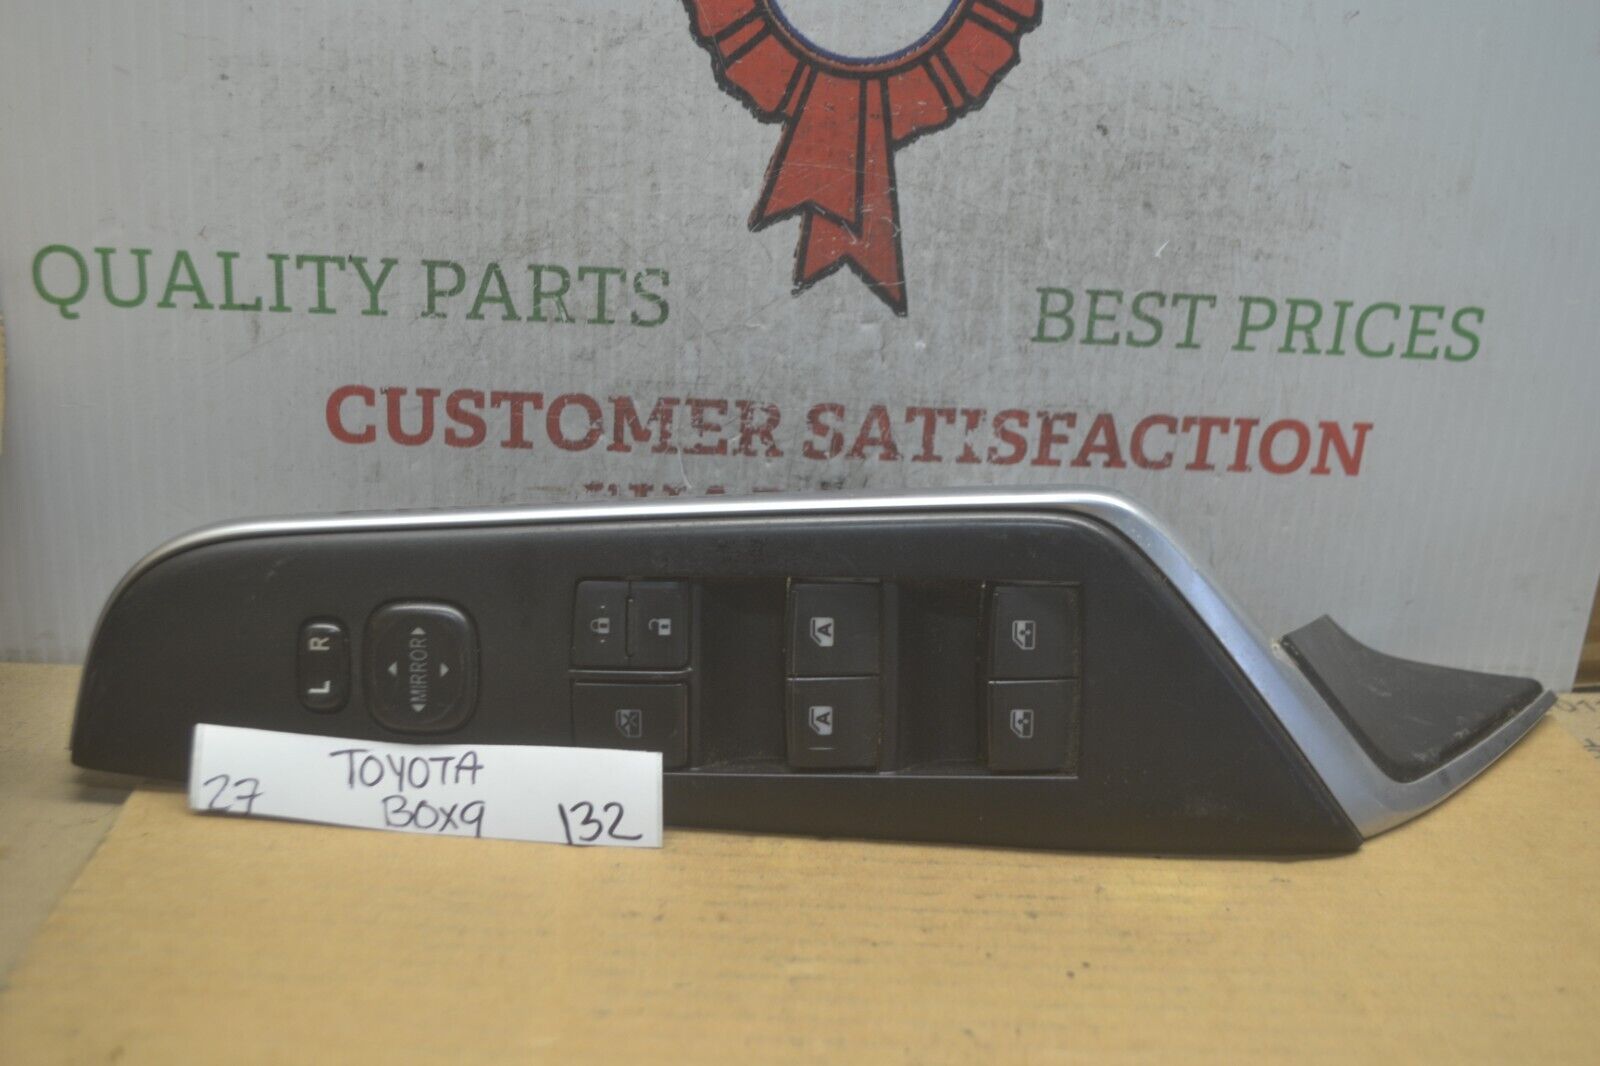 QUALITY PARTS
BEST PRICES
CUSTOMER SATISFACTION
L R
MIRROR
A
A
TOYOTA
27 BOX9 132